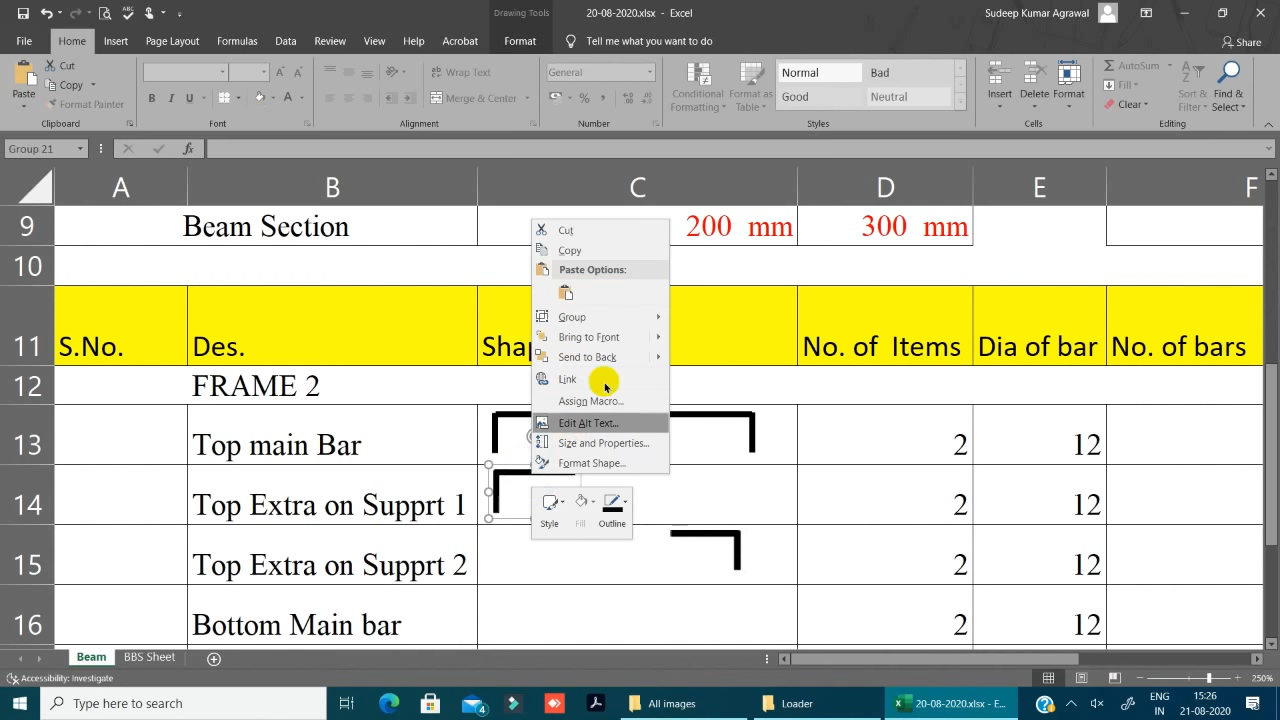 Drawing Tools
20-08-2020.xlsx - Excel
Sudeep Kumar Agrawal
File Home Insert Page Layout Formulas Data Review View Help Acrobat Format Tell me what you want to do Share
Paste
Cut
Copy
Format Painter
Clipboard
B I U
Font
Wrap Text
Merge & Center
Alignment
General
Number
Conditional Formatting
Format as Table
Normal Bad
Good Neutral
Styles
Insert Delete Format
Cells
AutoSum
Fill
Clear
Sort & Filter
Find & Select
Editing
Group 21
fx
A B C D E F
9 Beam Section 200 mm 300 mm
10
11 S.No. Des. Shap No. of Items Dia of bar No. of bars
12 FRAME 2
13 Top main Bar 2 12
14 Top Extra on Supprt 1 2 12
15 Top Extra on Supprt 2 2 12
16 Bottom Main bar 2 12
Cut
Copy
Paste Options:
Group
Bring to Front
Send to Back
Link
Assign Macro...
Edit Alt Text...
Size and Properties...
Format Shape...
Style Fill Outline
Beam BBS Sheet
Accessibility: Investigate
250%
Type here to search
4
All images
Loader
20-08-2020.xlsx - E...
ENG
IN
15:26
21-08-2020